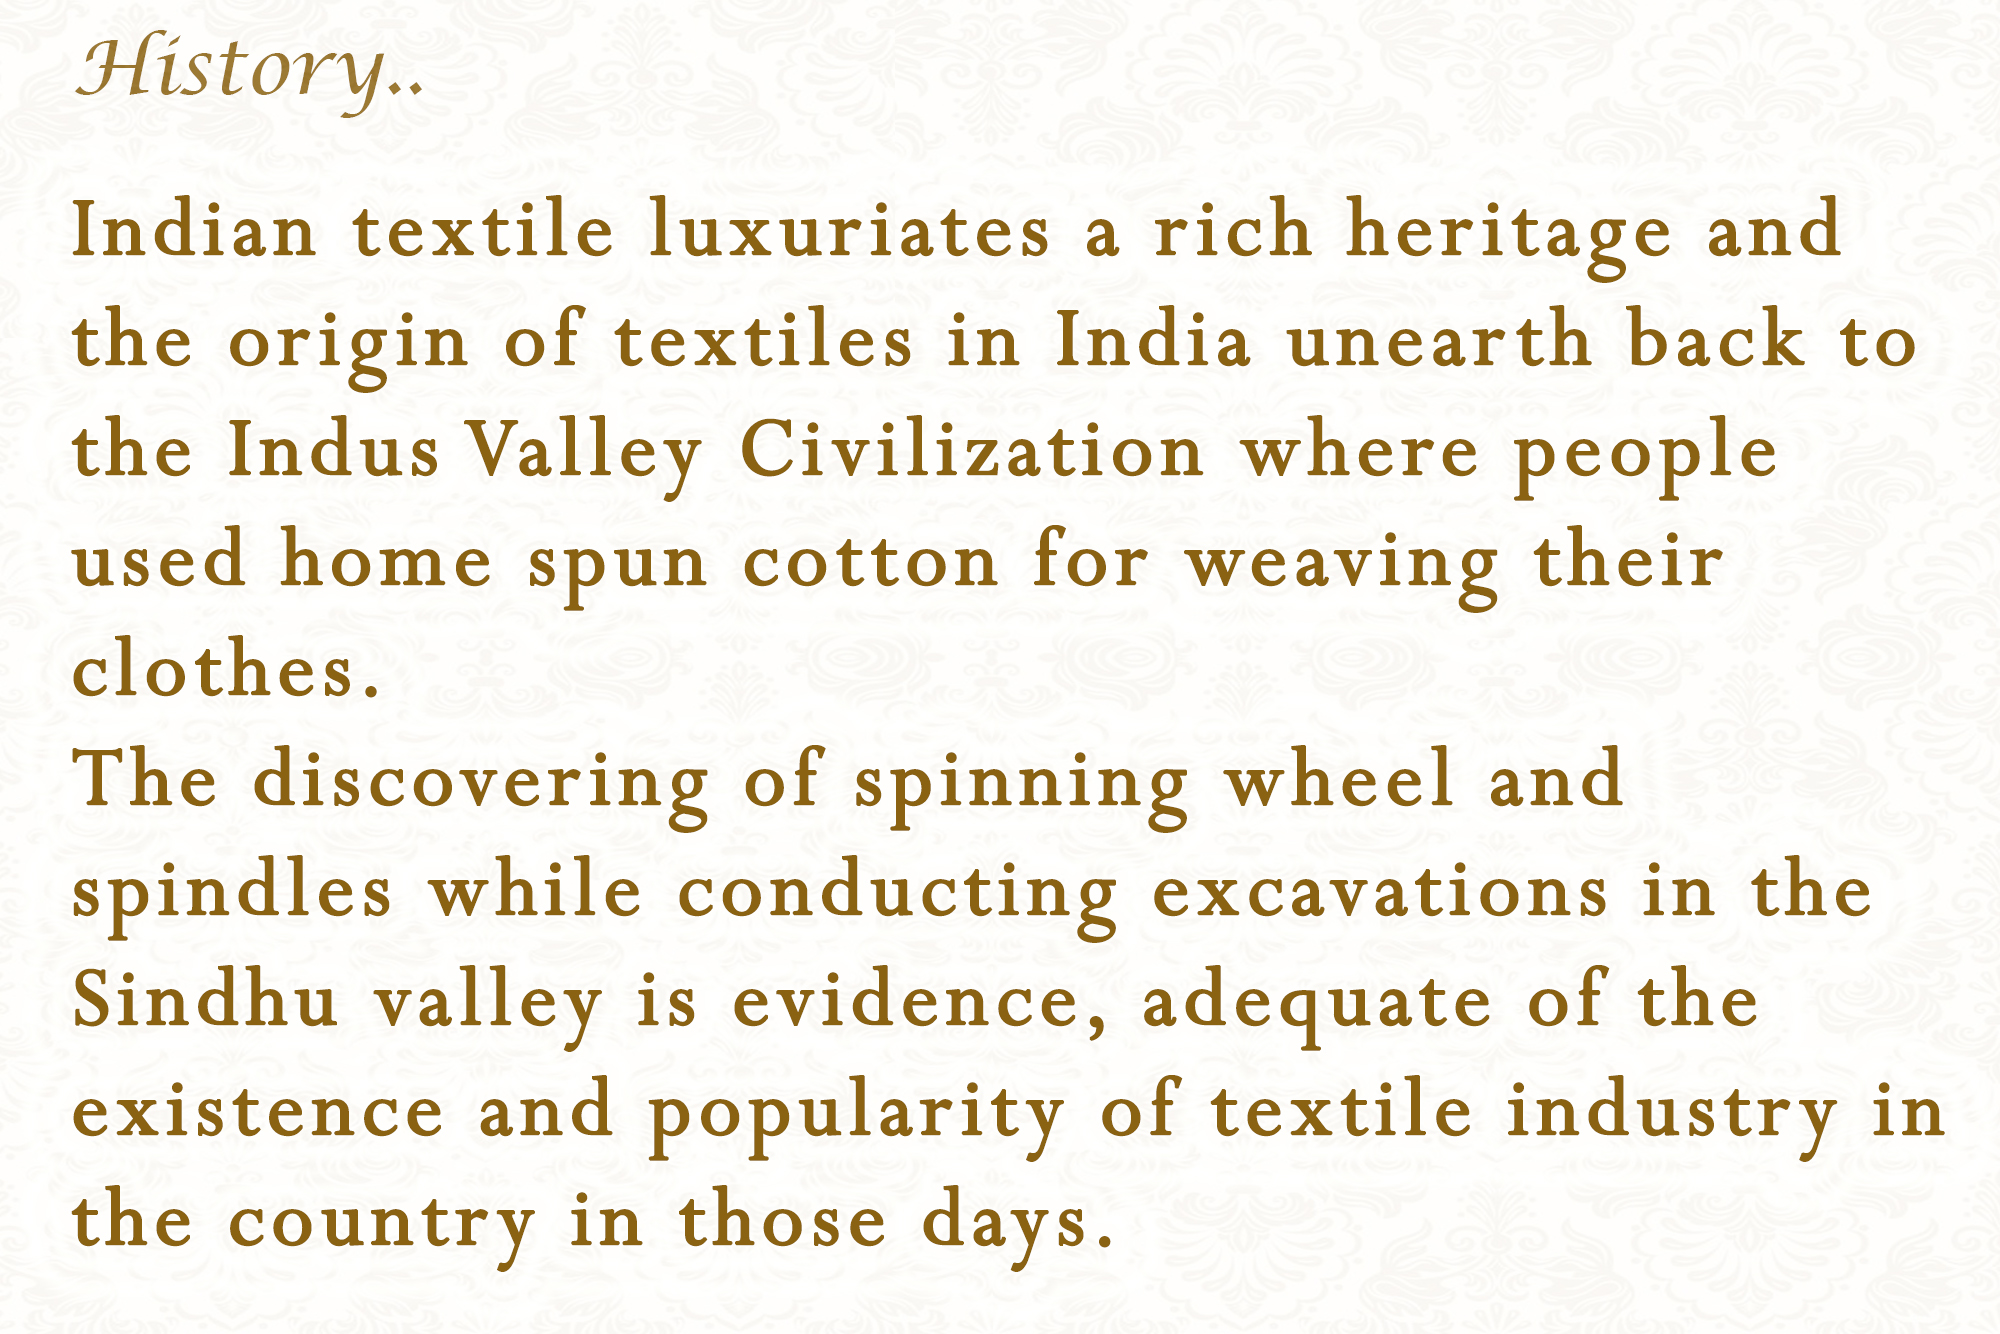 History..
Indian textile luxuriates a rich heritage and
the origin of textiles in India unearth back to
the Indus Valley Civilization where people
used home spun cotton for weaving their
clothes.
The discovering of spinning wheel and
spindles while conducting excavations in the
Sindhu valley is evidence, adequate of the
existence and popularity of textile industry in
the country in those days.